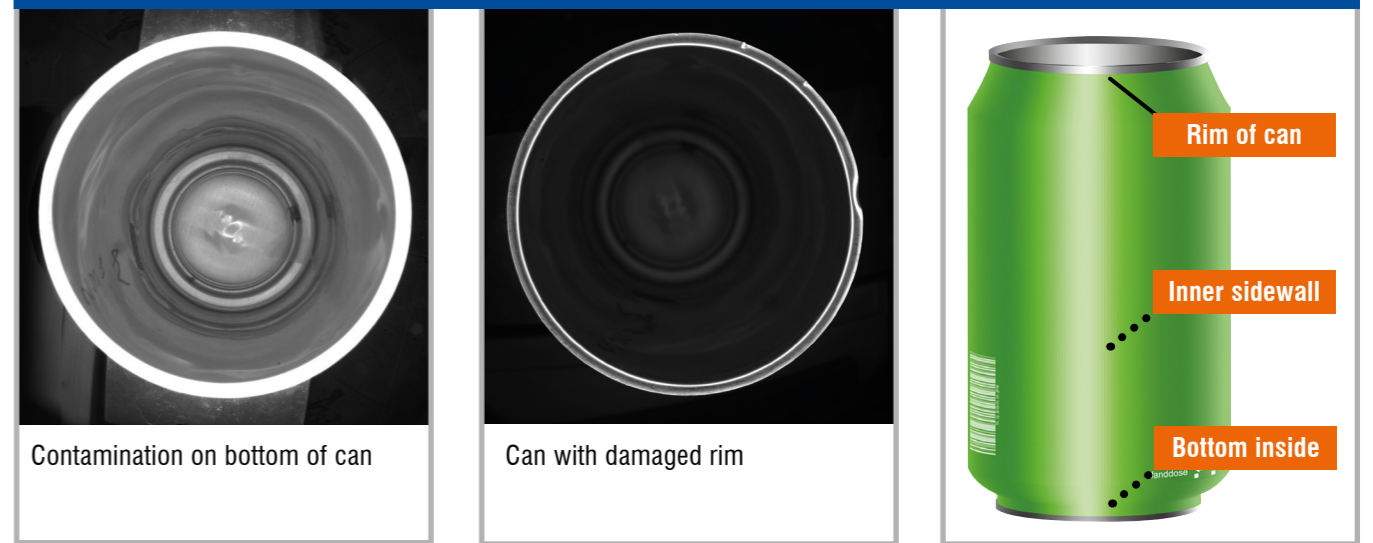 Contamination on bottom of can
Can with damaged rim
Rim of can
Inner sidewall
Bottom inside